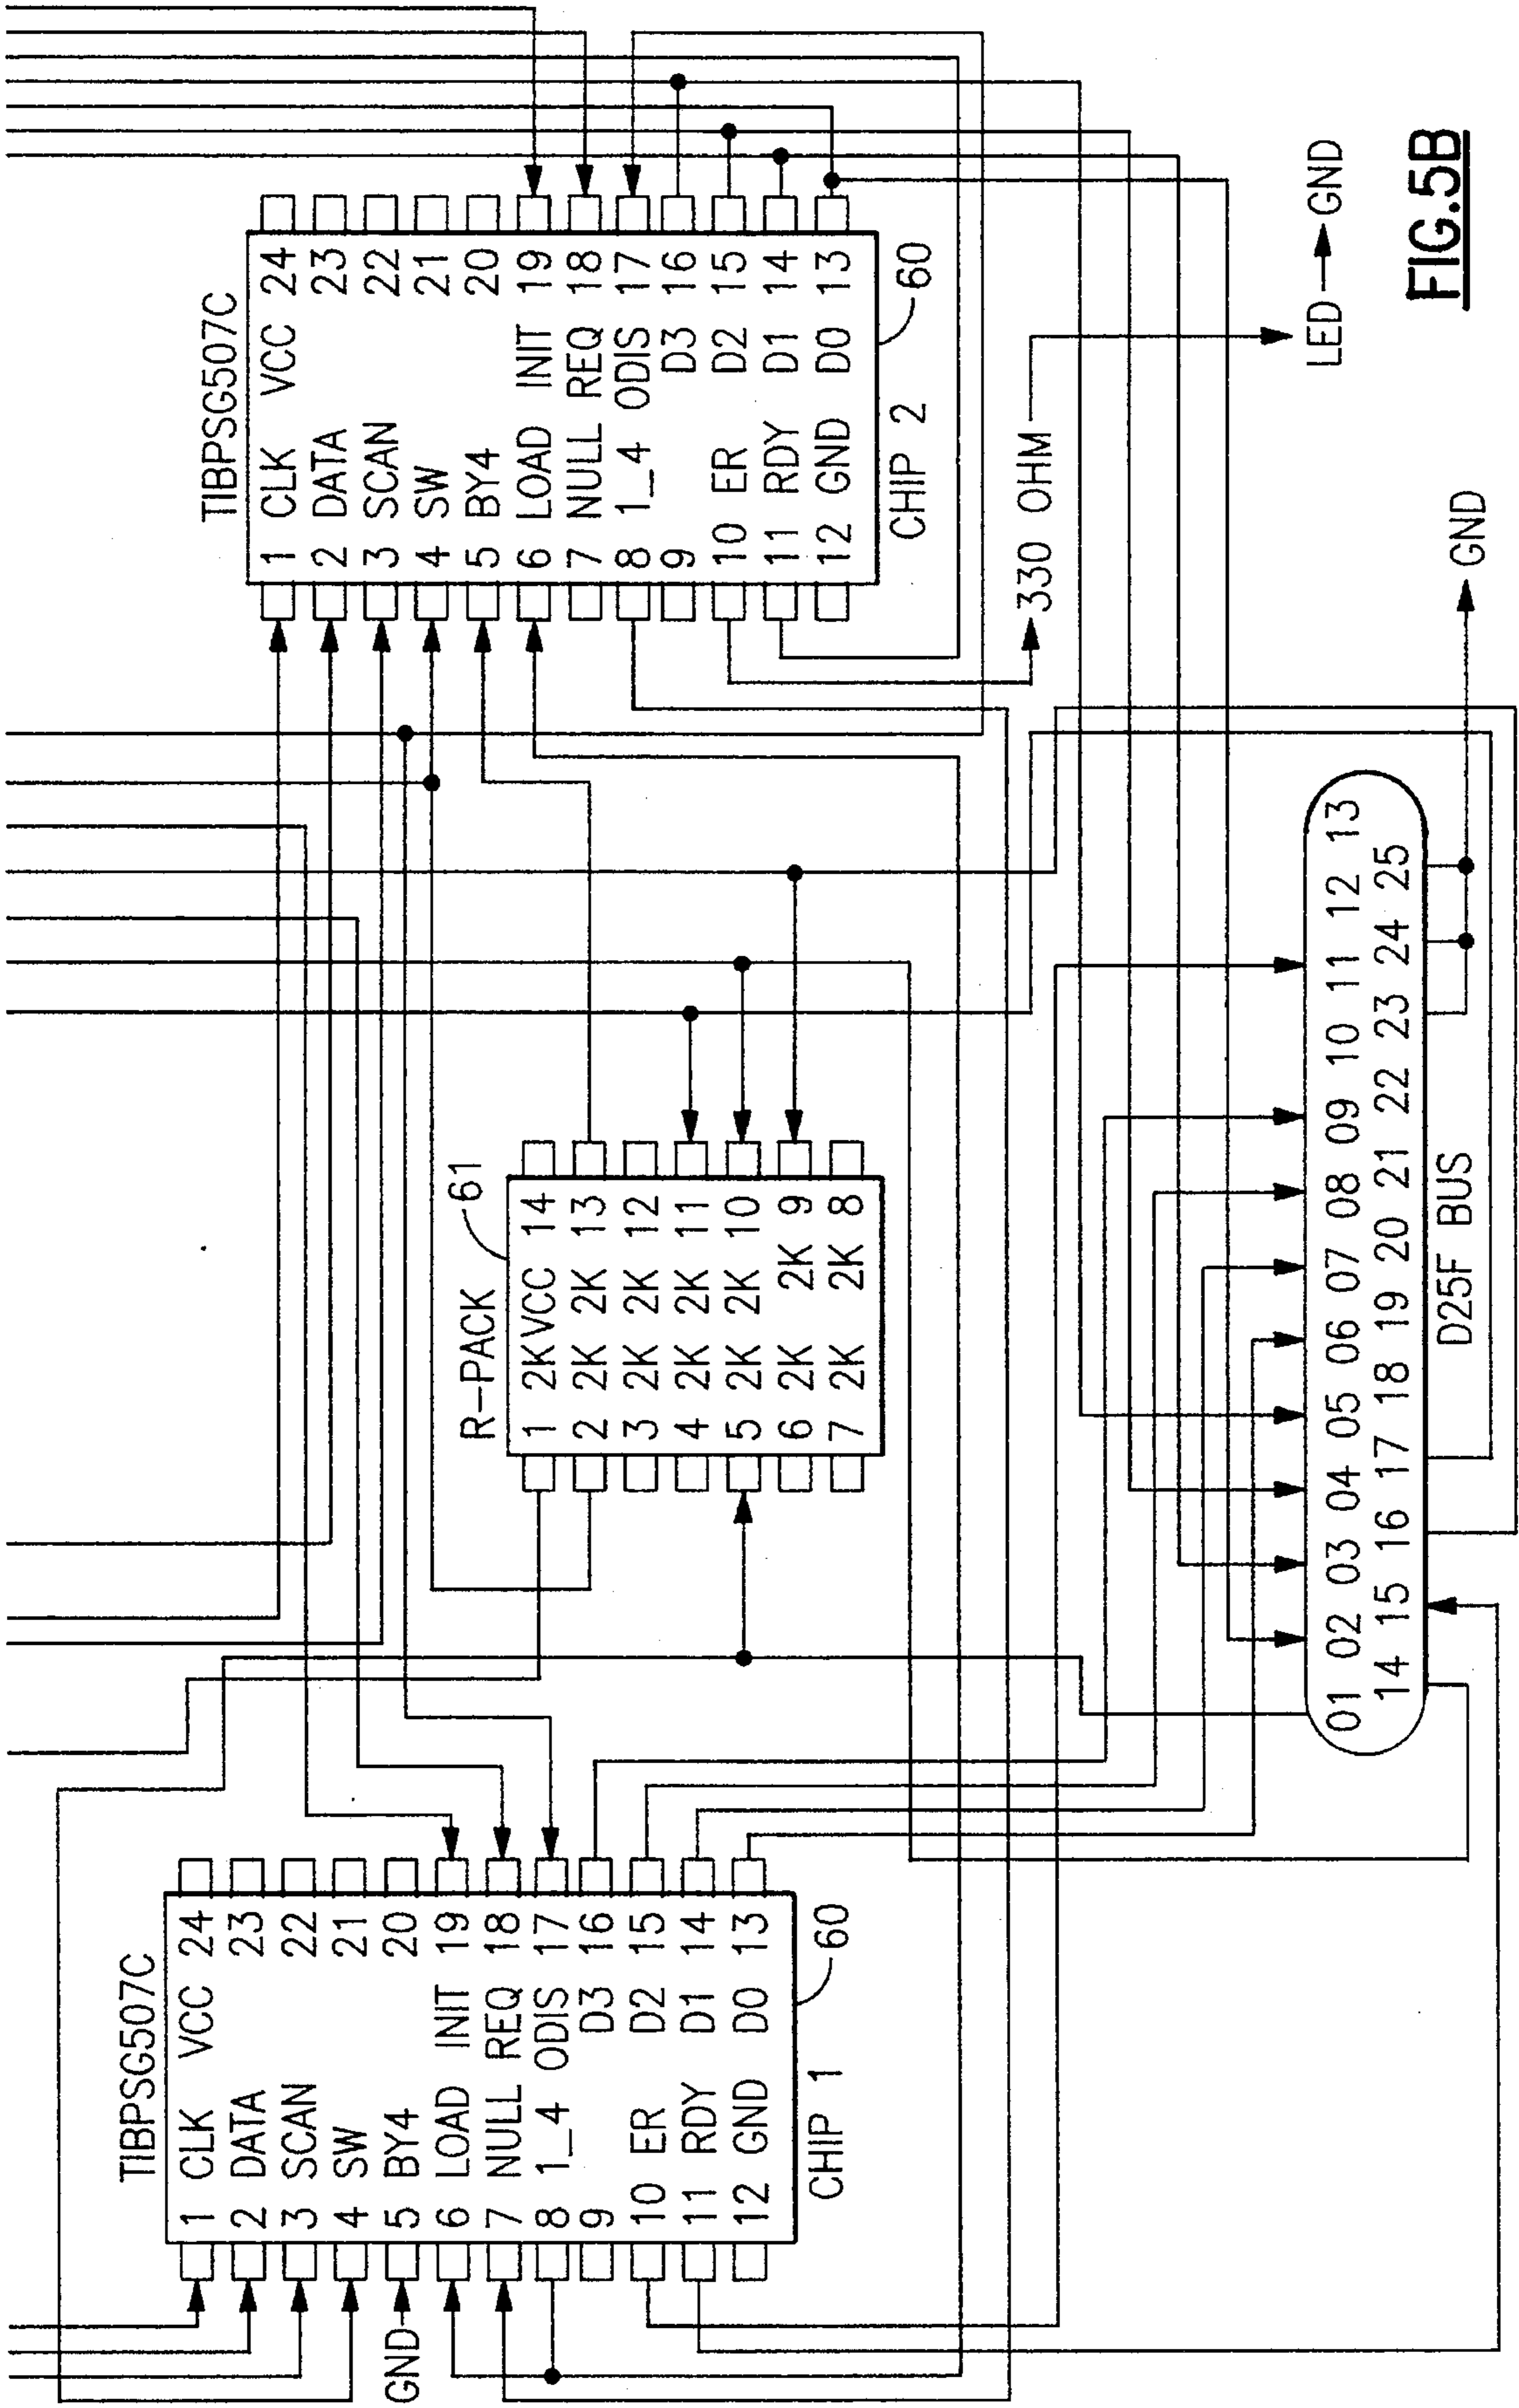 TIBPSG507C
1 CLK VCC 24
2 DATA 23
3 SCAN 22
4 SW 21
5 BY4 20
6 LOAD INIT 19
7 NULL REQ 18
8 1_4 ODIS 17
9 D3 16
10 ER D2 15
11 RDY D1 14
12 GND D0 13
CHIP 1
60
GND
R-PACK
61
1 2K VCC 14
2 2K 2K 13
3 2K 2K 12
4 2K 2K 11
5 2K 2K 10
6 2K 2K 9
7 2K 2K 8
TIBPSG507C
1 CLK VCC 24
2 DATA 23
3 SCAN 22
4 SW 21
5 BY4 20
6 LOAD INIT 19
7 NULL REQ 18
8 1_4 ODIS 17
9 D3 16
10 ER D2 15
11 RDY D1 14
12 GND D0 13
CHIP 2
60
330 OHM
LED
GND
01 02 03 04 05 06 07 08 09 10 11 12 13
14 15 16 17 18 19 20 21 22 23 24 25
D25F BUS
GND
FIG.5B